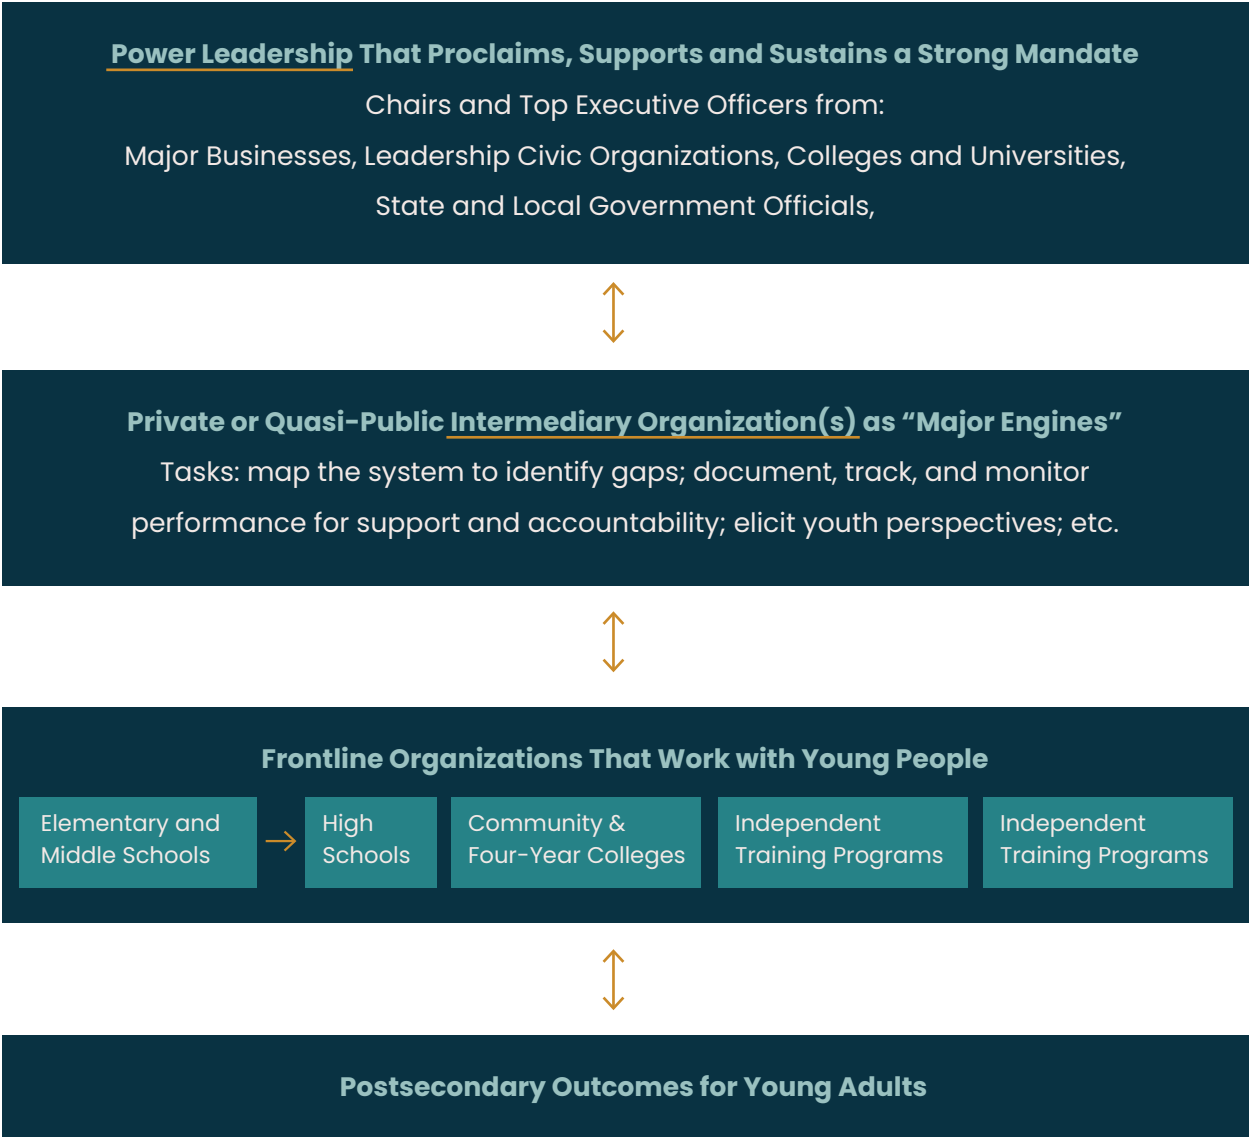 Power Leadership That Proclaims, Supports and Sustains a Strong Mandate
Chairs and Top Executive Officers from:
Major Businesses, Leadership Civic Organizations, Colleges and Universities,
State and Local Government Officials,
Private or Quasi-Public Intermediary Organization(s) as “Major Engines”
Tasks: map the system to identify gaps; document, track, and monitor
performance for support and accountability; elicit youth perspectives; etc.
Frontline Organizations That Work with Young People
Elementary and
Middle Schools
High
Schools
Community &
Four-Year Colleges
Independent
Training Programs
Independent
Training Programs
Postsecondary Outcomes for Young Adults